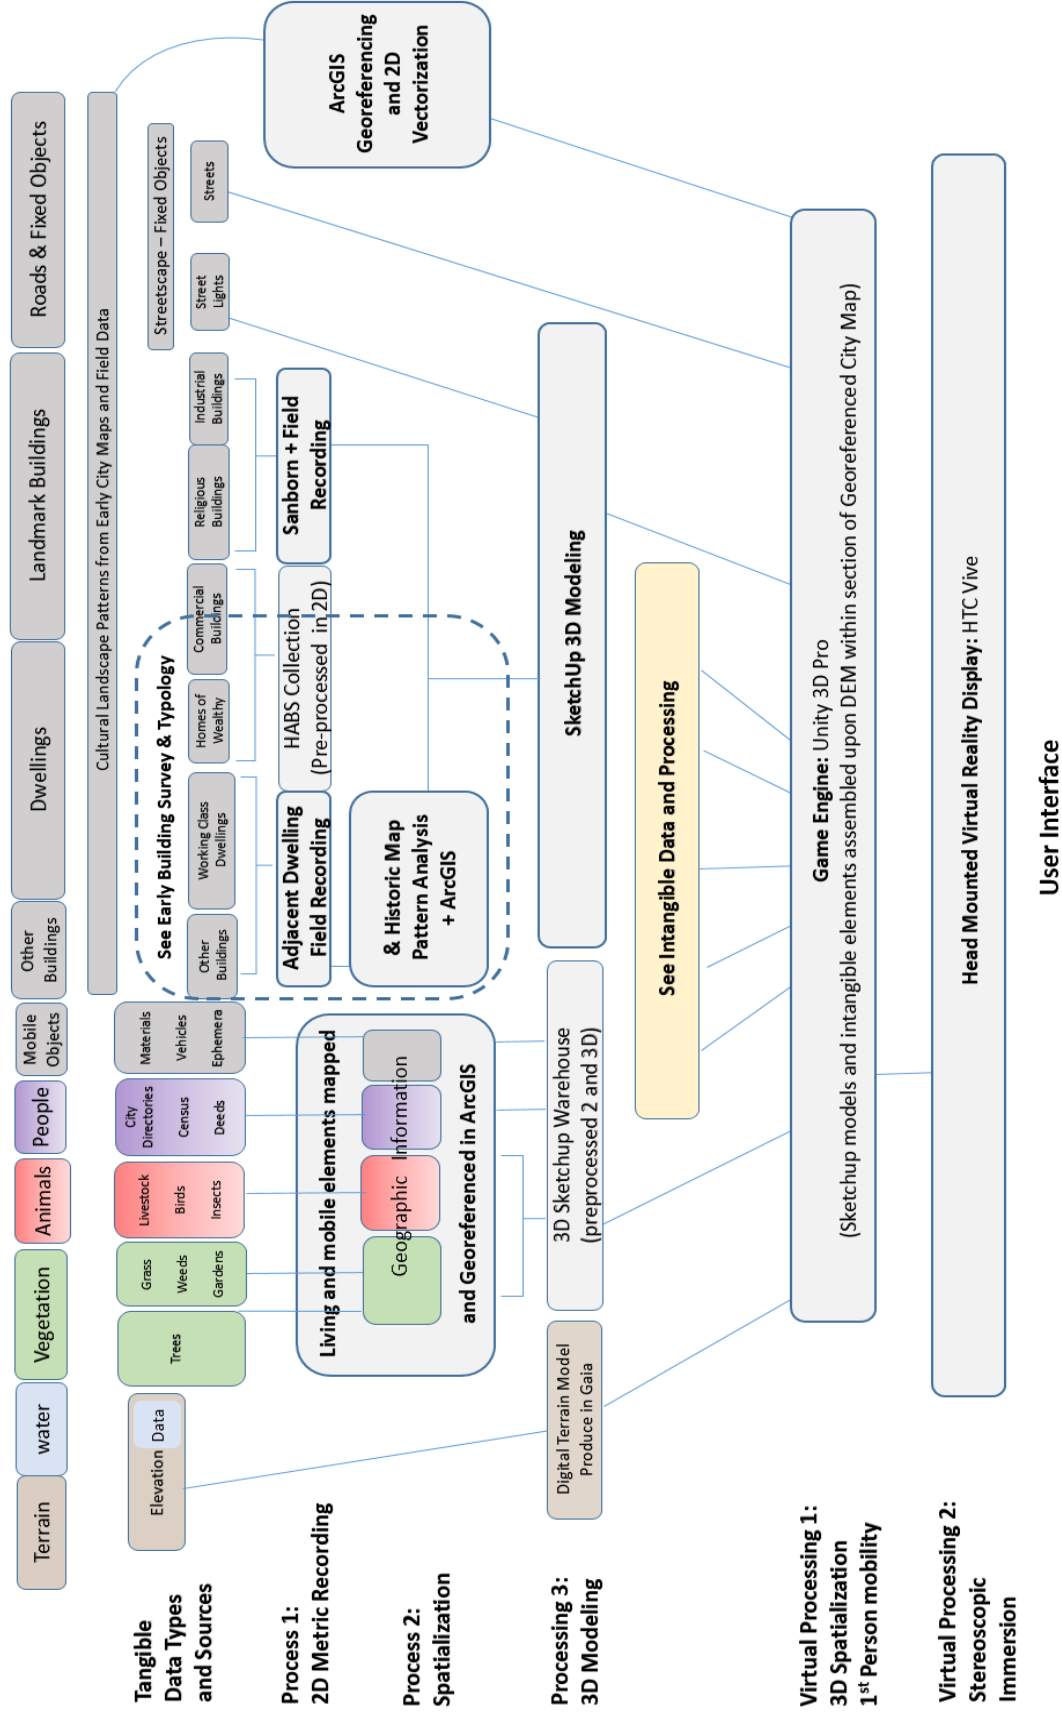 Terrain
water
Vegetation
Animals
People
Mobile
Objects
Other
Buildings
Dwellings
Landmark Buildings
Roads & Fixed Objects
Cultural Landscape Patterns from Early City Maps and Field Data
Tangible
Data Types
and Sources
Elevation Data
Trees
Grass
Weeds
Gardens
Livestock
Birds
Insects
City
Directories
Census
Deeds
Materials
Vehicles
Ephemera
See Early Building Survey & Typology
Other
Buildings
Working Class
Dwellings
Homes of
Wealthy
Commercial
Buildings
Religious
Buildings
Industrial
Buildings
Streetscape – Fixed Objects
Street
Lights
Streets
Process 1:
2D Metric Recording
Living and mobile elements mapped
Adjacent Dwelling
Field Recording
HABS Collection
(Pre-processed in 2D)
Sanborn + Field
Recording
ArcGIS
Georeferencing
and 2D
Vectorization
Process 2:
Spatialization
Geographic Information
and Georeferenced in ArcGIS
& Historic Map
Pattern Analysis
+ ArcGIS
Processing 3:
3D Modeling
Digital Terrain Model
Produce in Gaia
3D Sketchup Warehouse
(preprocessed 2 and 3D)
SketchUp 3D Modeling
See Intangible Data and Processing
Virtual Processing 1:
3D Spatialization
1st Person mobility
Game Engine: Unity 3D Pro
(Sketchup models and intangible elements assembled upon DEM within section of Georeferenced City Map)
Virtual Processing 2:
Stereoscopic
Immersion
Head Mounted Virtual Reality Display: HTC Vive
User Interface